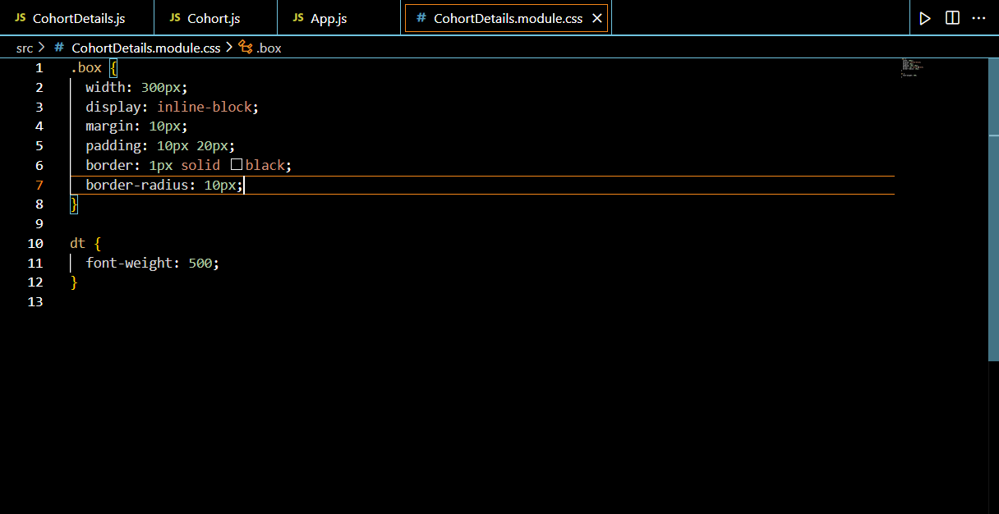 JS CohortDetails.js JS Cohort.js JS App.js # CohortDetails.module.css
src > # CohortDetails.module.css > .box
1 .box {
2 width: 300px;
3 display: inline-block;
4 margin: 10px;
5 padding: 10px 20px;
6 border: 1px solid black;
7 border-radius: 10px;
8 }
9
10 dt {
11 font-weight: 500;
12 }
13